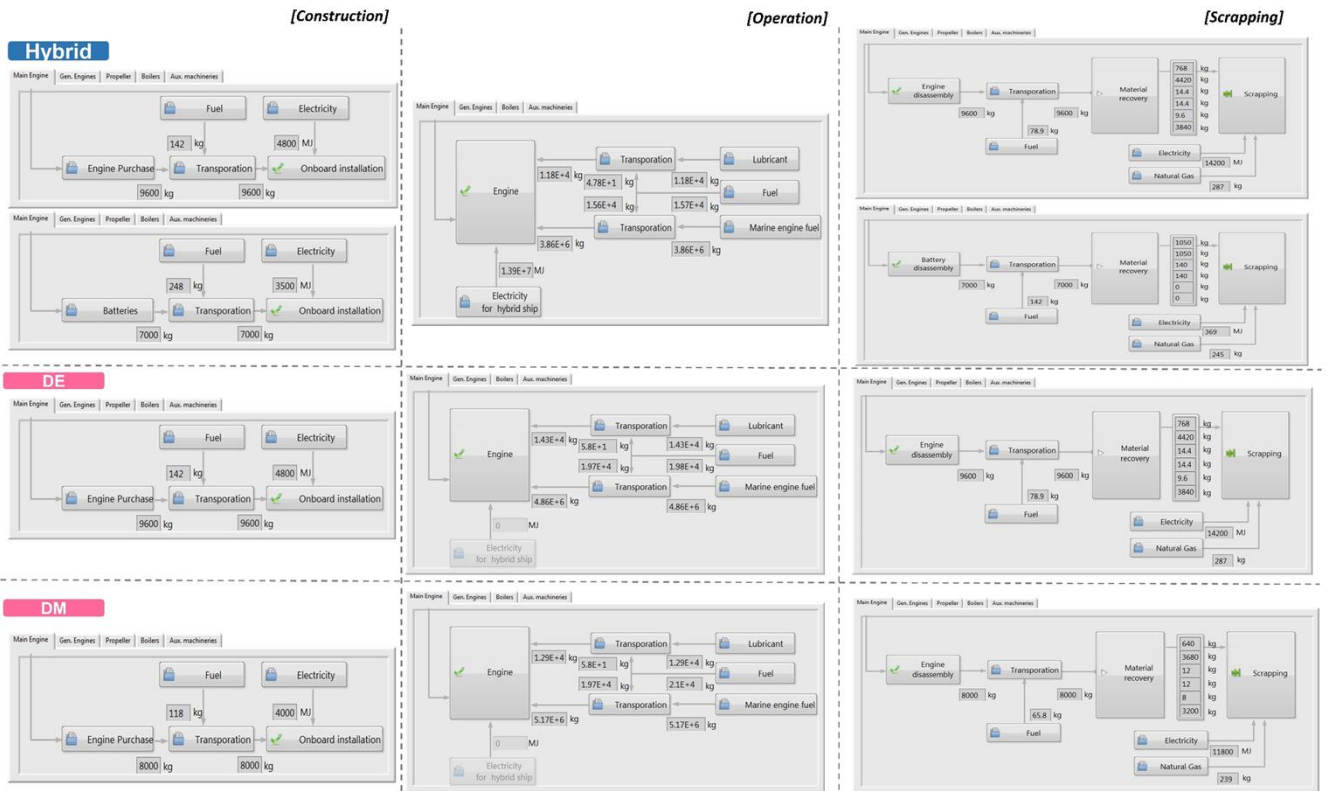 [Construction]
[Operation]
[Scrapping]
Hybrid
Main Engine Gen. Engines Propeller Boilers Aux. machineries
Fuel Electricity
142 kg 4800 MJ
Engine Purchase Transporation Onboard installation
9600 kg 9600 kg
Main Engine Gen. Engines Propeller Boilers Aux. machineries
Fuel Electricity
248 kg 3500 MJ
Batteries Transporation Onboard installation
7000 kg 7000 kg
Main Engine Gen. Engines Boilers Aux. machineries
Transporation Lubricant
1.18E+4 kg 4.78E+1 kg 1.18E+4 kg
Engine Fuel
1.56E+4 kg 1.57E+4 kg
Transporation Marine engine fuel
3.86E+6 kg 3.86E+6 kg
1.39E+7 MJ
Electricity
for hybrid ship
Main Engine Gen. Engines Propeller Boilers Aux. machineries
768 kg
4420 kg
14.4 kg
14.4 kg
9.6 kg
3840 kg
Engine
disassembly
Transporation
Material
recovery
Scrapping
9600 kg 9600 kg
78.9 kg
Fuel
Electricity
14200 MJ
Natural Gas
287 kg
Main Engine Gen. Engines Propeller Boilers Aux. machineries
1050 kg
1050 kg
140 kg
140 kg
0 kg
0 kg
Battery
disassembly
Transporation
Material
recovery
Scrapping
7000 kg 7000 kg
142 kg
Fuel
Electricity
369 MJ
Natural Gas
245 kg
DE
Main Engine Gen. Engines Propeller Boilers Aux. machineries
Fuel Electricity
142 kg 4800 MJ
Engine Purchase Transporation Onboard installation
9600 kg 9600 kg
Main Engine Gen. Engines Boilers Aux. machineries
Transporation Lubricant
1.43E+4 kg 5.8E+1 kg 1.43E+4 kg
Engine Fuel
1.97E+4 kg 1.98E+4 kg
Transporation Marine engine fuel
4.86E+6 kg 4.86E+6 kg
0 MJ
Electricity
for hybrid ship
Main Engine Gen. Engines Propeller Boilers Aux. machineries
768 kg
4420 kg
14.4 kg
14.4 kg
9.6 kg
3840 kg
Engine
disassembly
Transporation
Material
recovery
Scrapping
9600 kg 9600 kg
78.9 kg
Fuel
Electricity
14200 MJ
Natural Gas
287 kg
DM
Main Engine Gen. Engines Propeller Boilers Aux. machineries
Fuel Electricity
118 kg 4000 MJ
Engine Purchase Transporation Onboard installation
8000 kg 8000 kg
Main Engine Gen. Engines Boilers Aux. machineries
Transporation Lubricant
1.29E+4 kg 5.8E+1 kg 1.29E+4 kg
Engine Fuel
1.97E+4 kg 2.1E+4 kg
Transporation Marine engine fuel
5.17E+6 kg 5.17E+6 kg
0 MJ
Electricity
for hybrid ship
Main Engine Gen. Engines Propeller Boilers Aux. machineries
640 kg
3680 kg
12 kg
12 kg
8 kg
3200 kg
Engine
disassembly
Transporation
Material
recovery
Scrapping
8000 kg 8000 kg
65.8 kg
Fuel
Electricity
11800 MJ
Natural Gas
239 kg